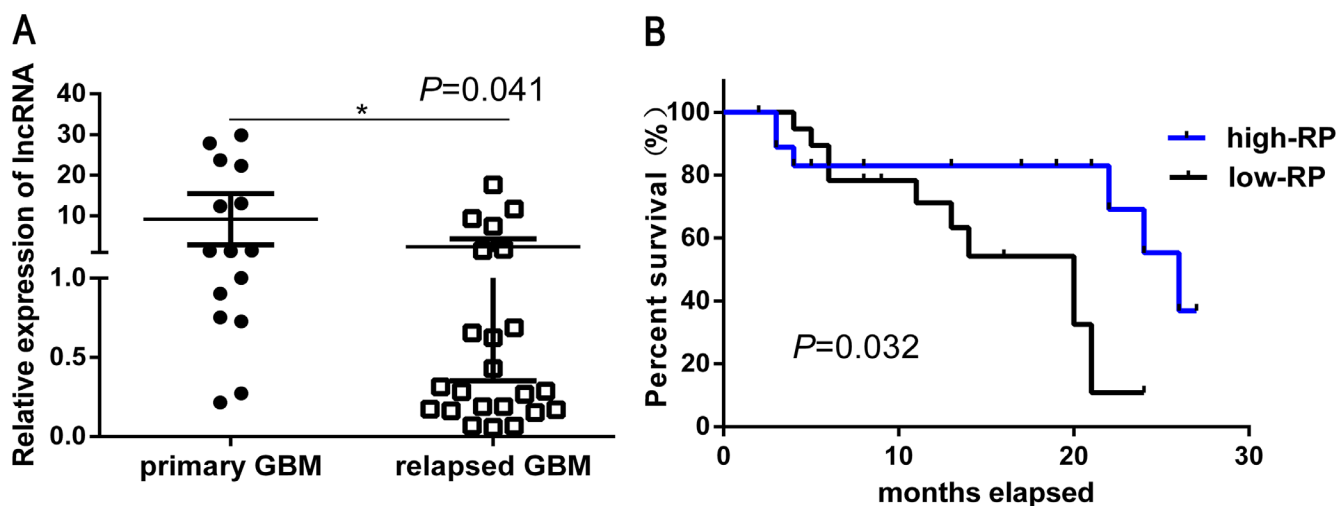 A
Relative expression of lncRNA
40
30
20
10
1.0
0.5
0.0
*
P=0.041
primary GBM
relapsed GBM
B
Percent survival (%)
100
80
60
40
20
0
P=0.032
0
10
20
30
months elapsed
high-RP
low-RP